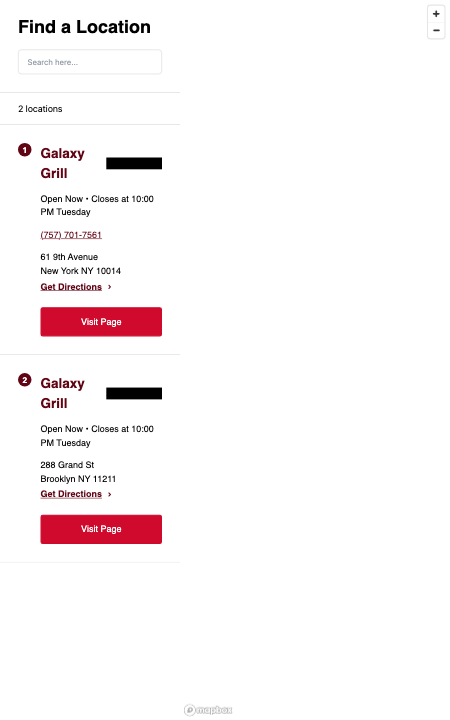 Find a Location
Search here...
2 locations
1
Galaxy
Grill
Open Now • Closes at 10:00
PM Tuesday
(757) 701-7561
61 9th Avenue
New York NY 10014
Get Directions ›
Visit Page
2
Galaxy
Grill
Open Now • Closes at 10:00
PM Tuesday
288 Grand St
Brooklyn NY 11211
Get Directions ›
Visit Page
+
−
mapbox